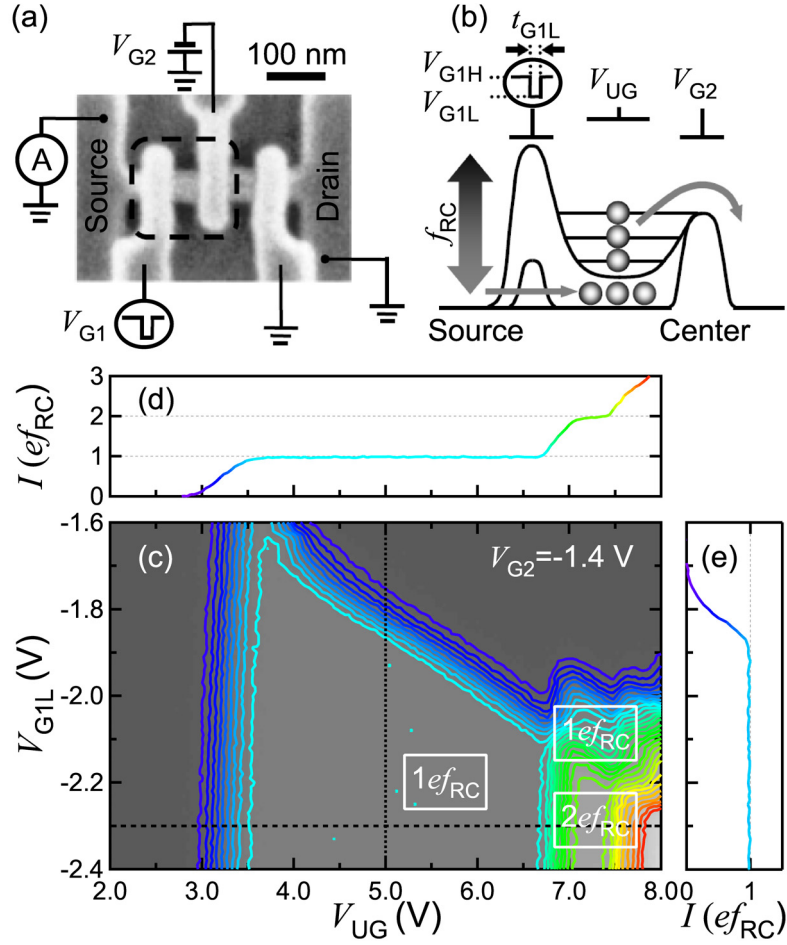 (a)
V_G2
100 nm
A
Source
Drain
V_G1
(b)
t_G1L
V_G1H
V_G1L
V_UG
V_G2
f_RC
Source
Center
(d)
I (ef_RC)
3
2
1
0
(c)
V_G2=-1.4 V
1ef_RC
1ef_RC
2ef_RC
V_G1L (V)
-1.6
-1.8
-2.0
-2.2
-2.4
2.0 3.0 4.0 5.0 6.0 7.0 8.0
V_UG (V)
(e)
0 1
I (ef_RC)